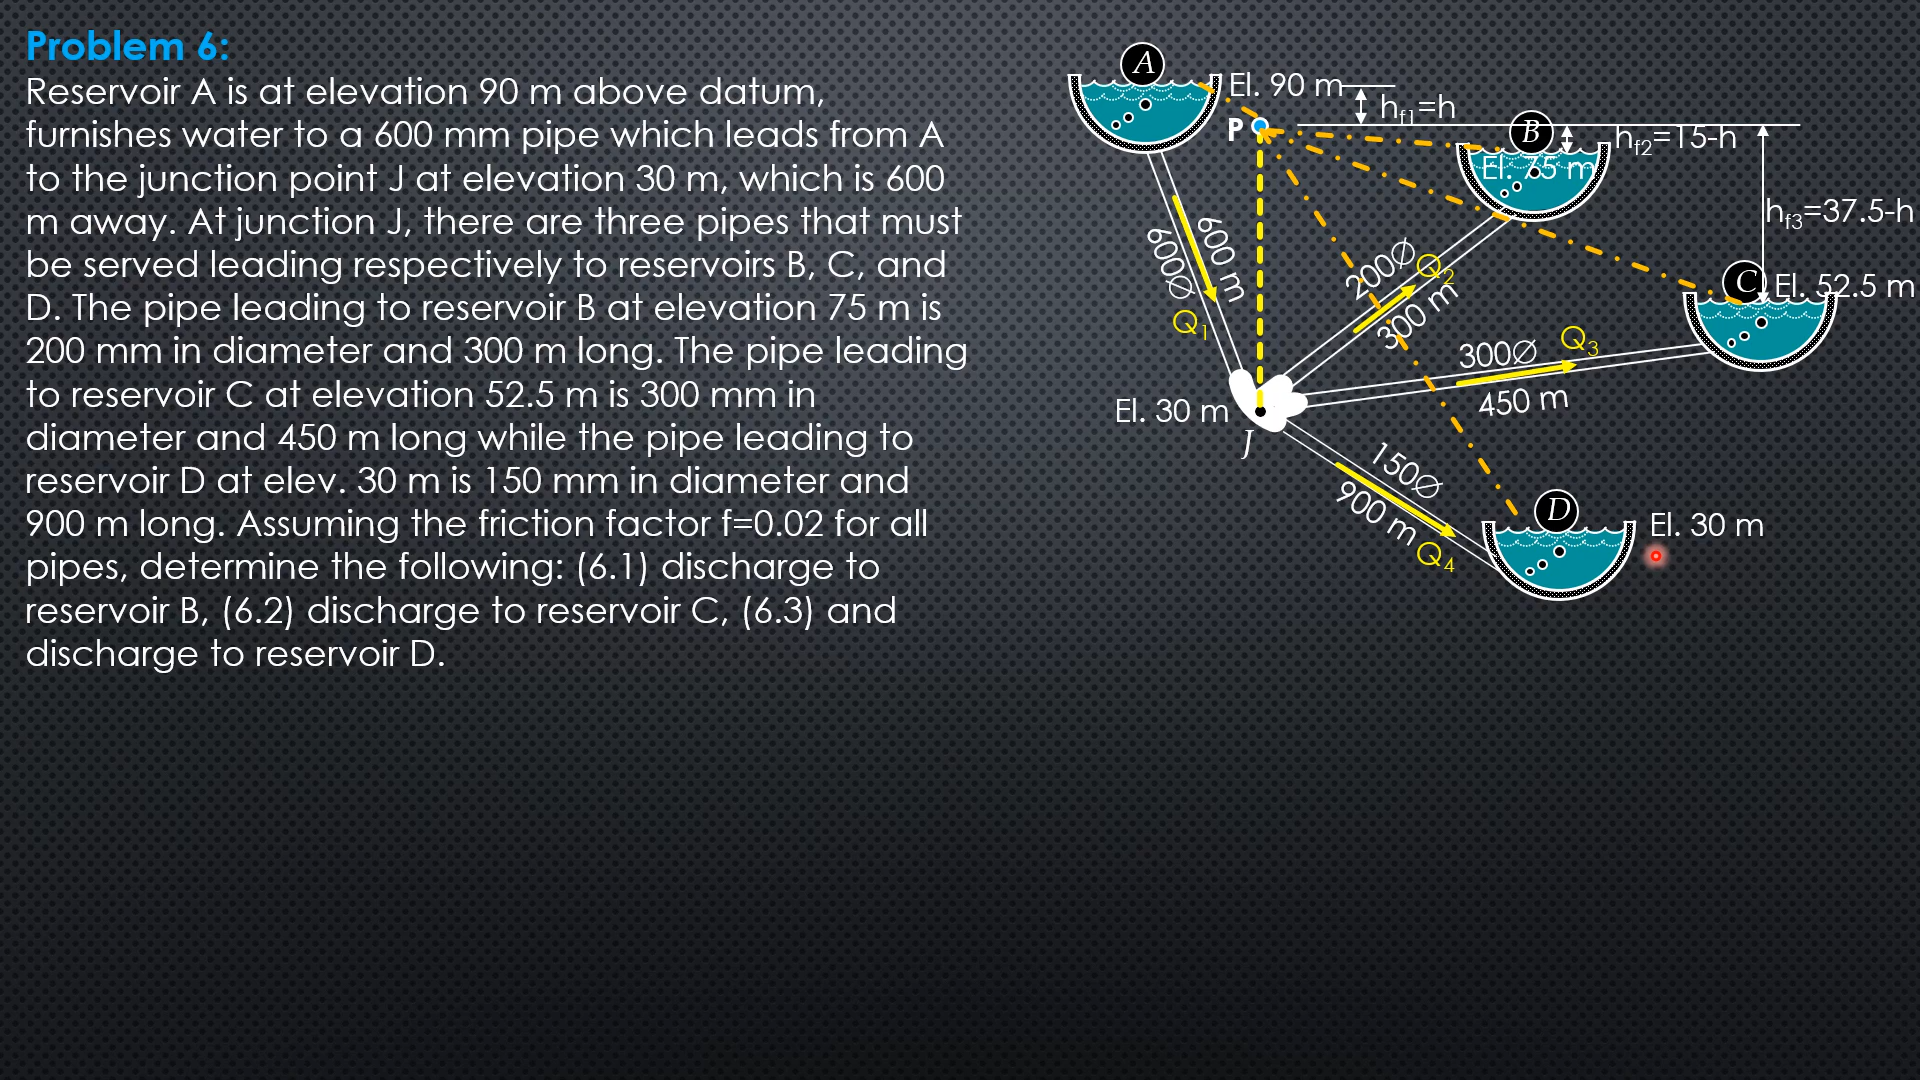 Problem 6:
Reservoir A is at elevation 90 m above datum,
furnishes water to a 600 mm pipe which leads from A
to the junction point J at elevation 30 m, which is 600
m away. At junction J, there are three pipes that must
be served leading respectively to reservoirs B, C, and
D. The pipe leading to reservoir B at elevation 75 m is
200 mm in diameter and 300 m long. The pipe leading
to reservoir C at elevation 52.5 m is 300 mm in
diameter and 450 m long while the pipe leading to
reservoir D at elev. 30 m is 150 mm in diameter and
900 m long. Assuming the friction factor f=0.02 for all
pipes, determine the following: (6.1) discharge to
reservoir B, (6.2) discharge to reservoir C, (6.3) and
discharge to reservoir D.
A
El. 90 m
hf1=h
P
B
hf2=15-h
El. 75 m
hf3=37.5-h
600 m
600∅
Q1
200∅
Q2
300 m
C
El. 52.5 m
300∅
Q3
450 m
El. 30 m
J
150∅
900 m
Q4
D
El. 30 m